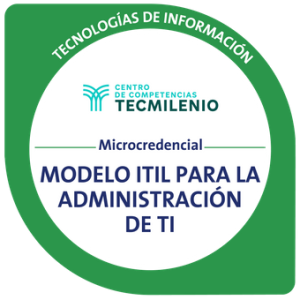 TECNOLOGÍAS DE INFORMACIÓN
CENTRO
DE COMPETENCIAS
TECMILENIO
Microcredencial
MODELO ITIL PARA LA
ADMINISTRACIÓN
DE TI